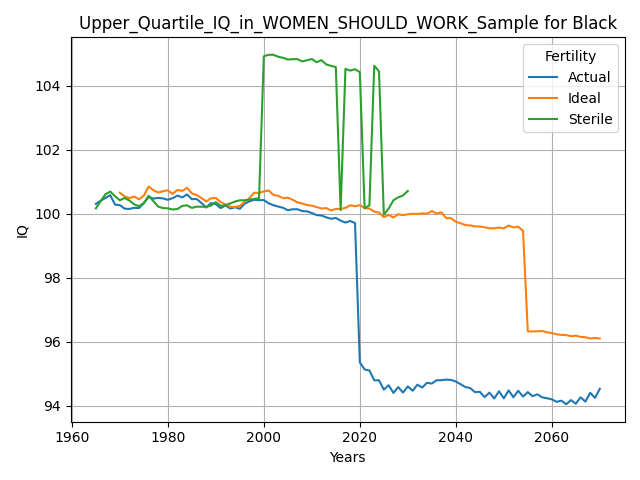 Upper_Quartile_IQ_in_WOMEN_SHOULD_WORK_Sample for Black
Fertility
Actual
Ideal
Sterile
IQ
104
102
100
98
96
94
1960
1980
2000
2020
2040
2060
Years